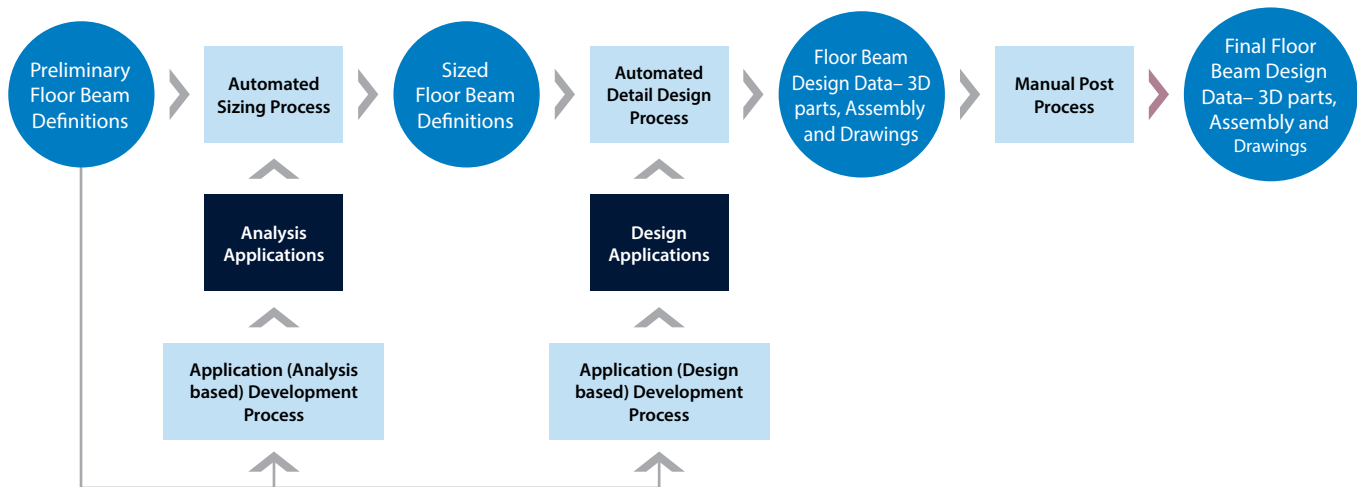 Preliminary
Floor Beam
Definitions
Automated
Sizing Process
Sized
Floor Beam
Definitions
Automated
Detail Design
Process
Floor Beam
Design Data– 3D
parts, Assembly
and Drawings
Manual Post
Process
Final Floor
Beam Design
Data– 3D parts,
Assembly and
Drawings
Analysis
Applications
Design
Applications
Application (Analysis
based) Development
Process
Application (Design
based) Development
Process